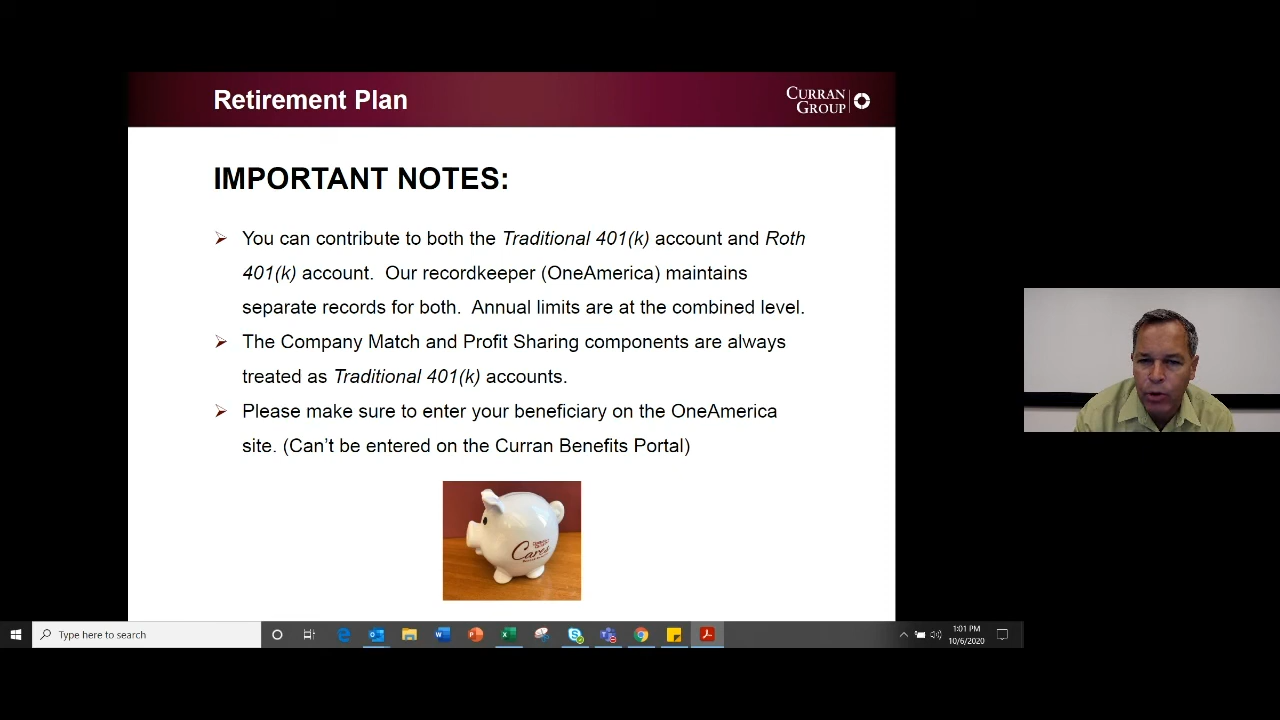 Retirement Plan
CURRAN
GROUP
IMPORTANT NOTES:
You can contribute to both the Traditional 401(k) account and Roth
401(k) account.  Our recordkeeper (OneAmerica) maintains
separate records for both.  Annual limits are at the combined level.
The Company Match and Profit Sharing components are always
treated as Traditional 401(k) accounts.
Please make sure to enter your beneficiary on the OneAmerica
site. (Can't be entered on the Curran Benefits Portal)
Cares
Type here to search
1:01 PM
10/6/2020